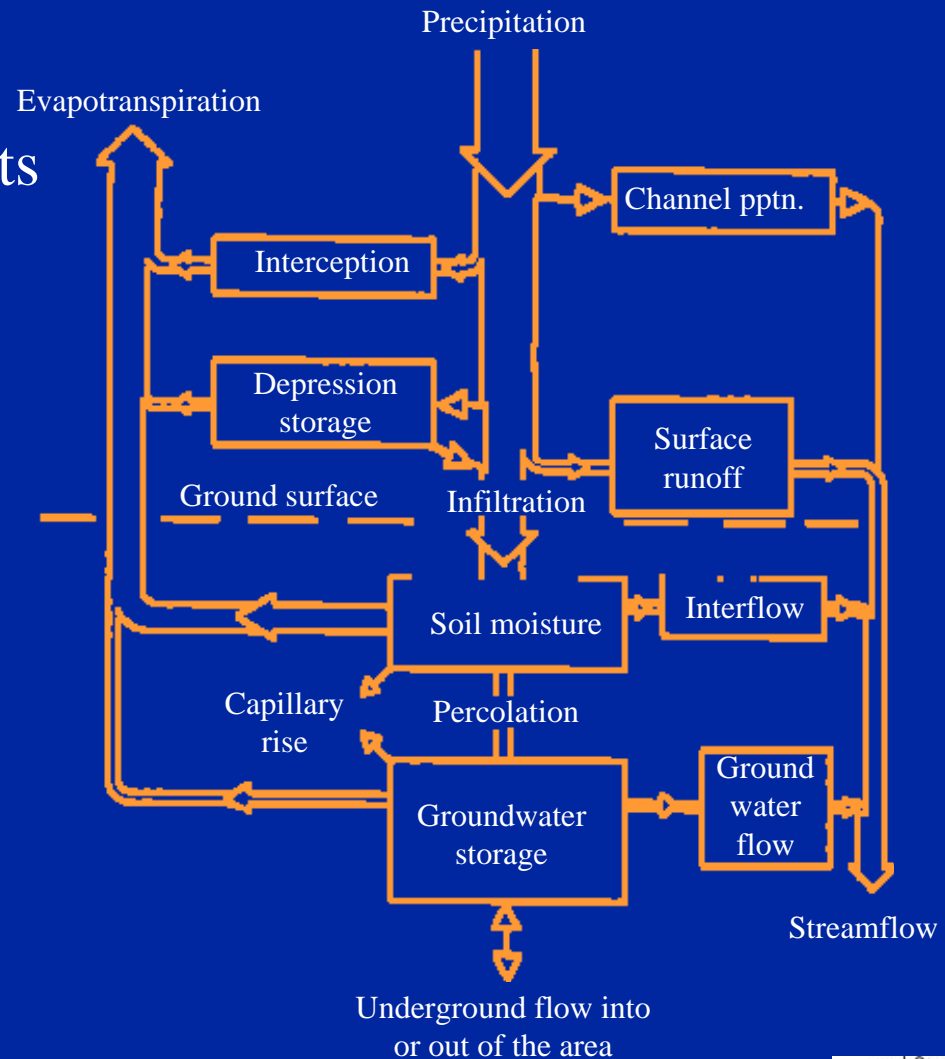 Precipitation
Evapotranspiration
ts
Channel pptn.
Interception
Depression
storage
Surface
runoff
Ground surface
Infiltration
Soil moisture
Interflow
Capillary
rise
Percolation
Ground
water
flow
Groundwater
storage
Streamflow
Underground flow into
or out of the area